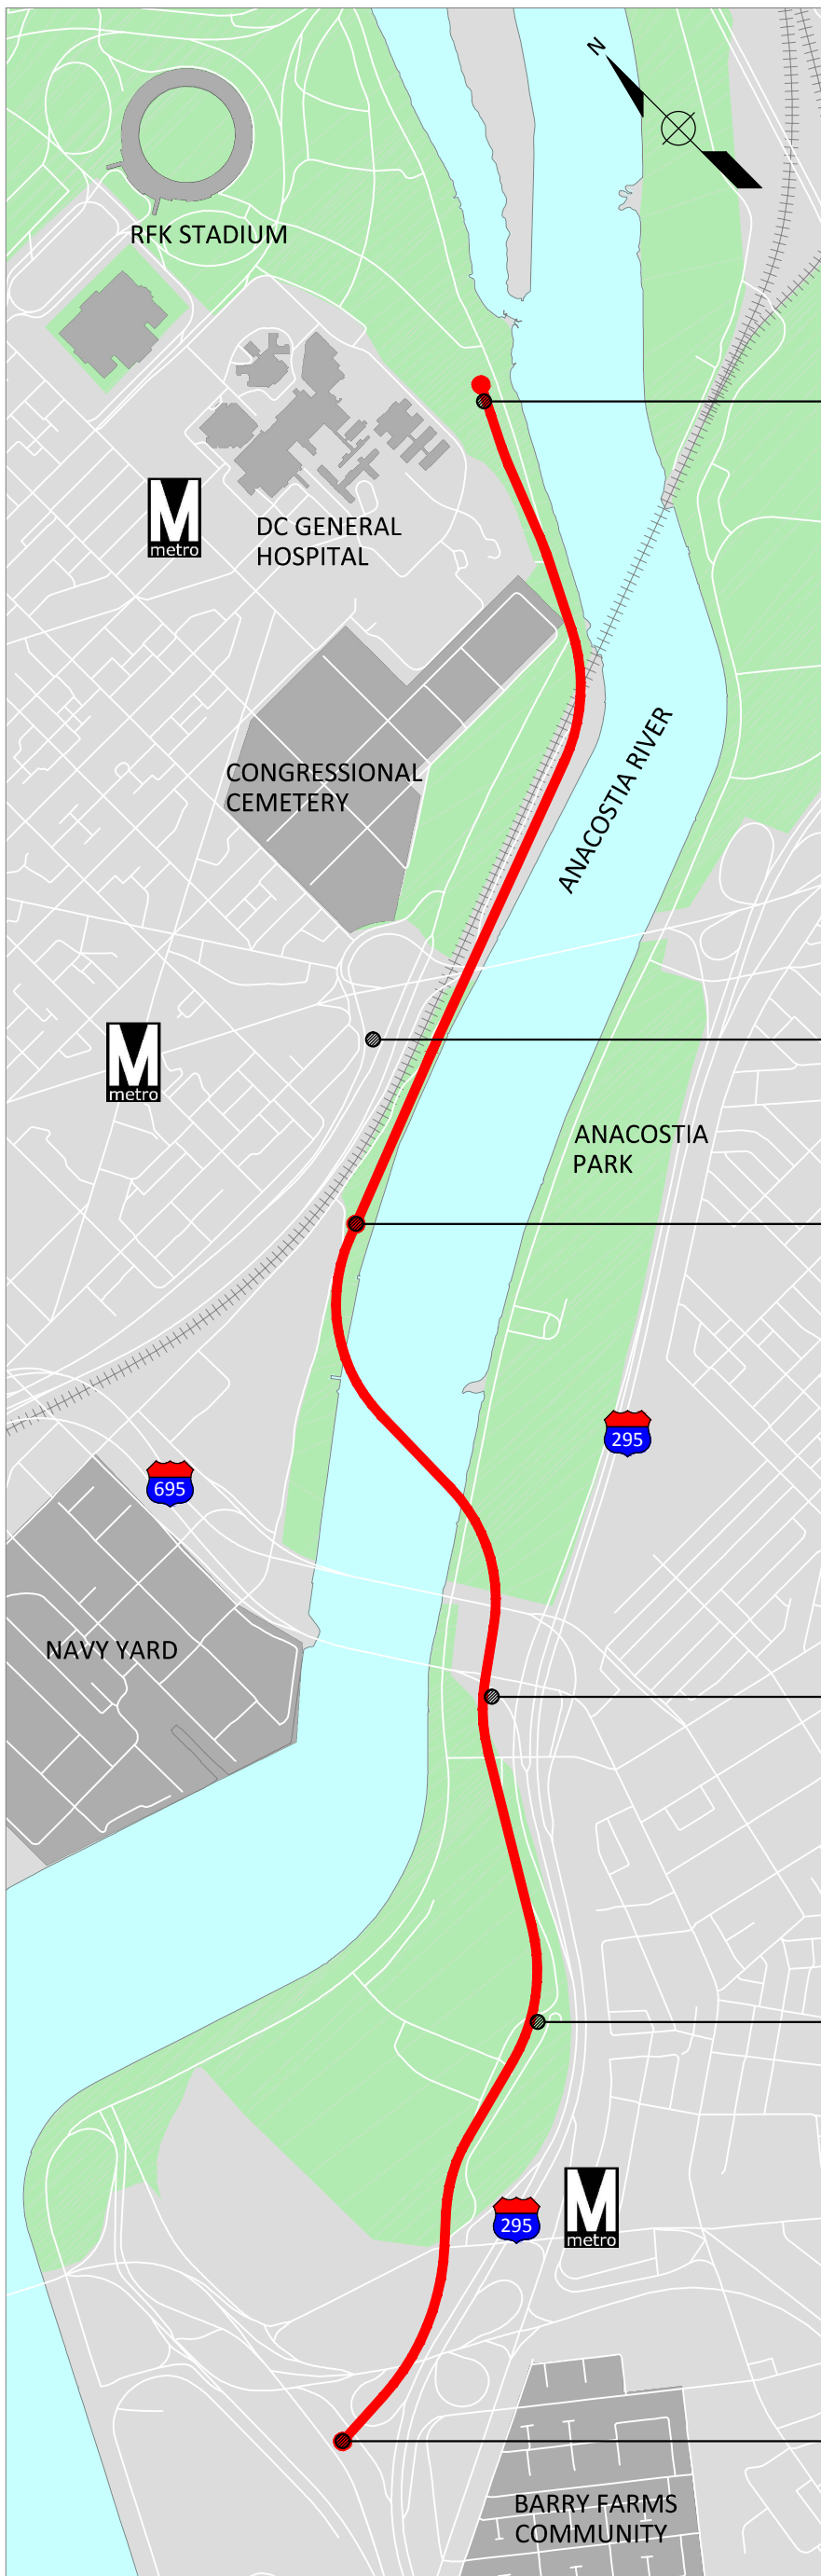 N
RFK STADIUM
M
metro
DC GENERAL
HOSPITAL
CONGRESSIONAL
CEMETERY
ANACOSTIA RIVER
M
metro
ANACOSTIA
PARK
295
695
NAVY YARD
295
M
metro
BARRY FARMS
COMMUNITY